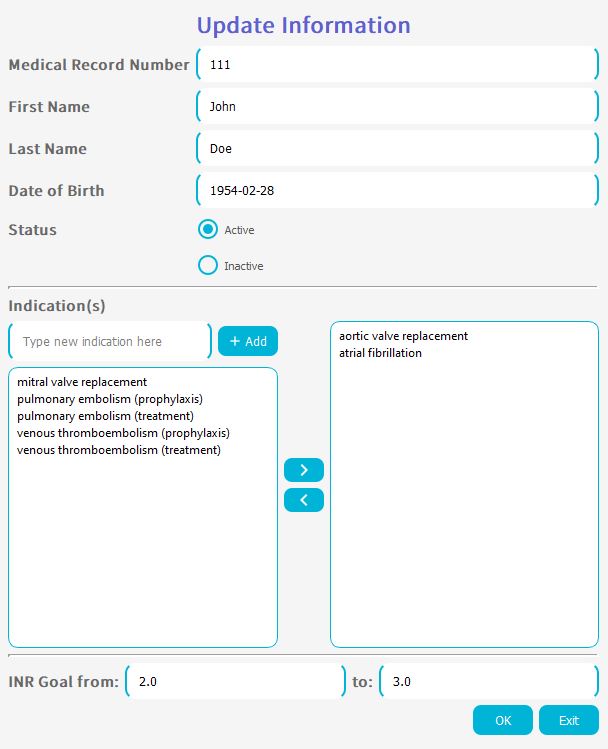 Update Information
Medical Record Number 111
First Name John
Last Name Doe
Date of Birth 1954-02-28
Status Active
Inactive
Indication(s)
Type new indication here + Add
mitral valve replacement
pulmonary embolism (prophylaxis)
pulmonary embolism (treatment)
venous thromboembolism (prophylaxis)
venous thromboembolism (treatment)
>
<
aortic valve replacement
atrial fibrillation
INR Goal from: 2.0 to: 3.0
OK Exit